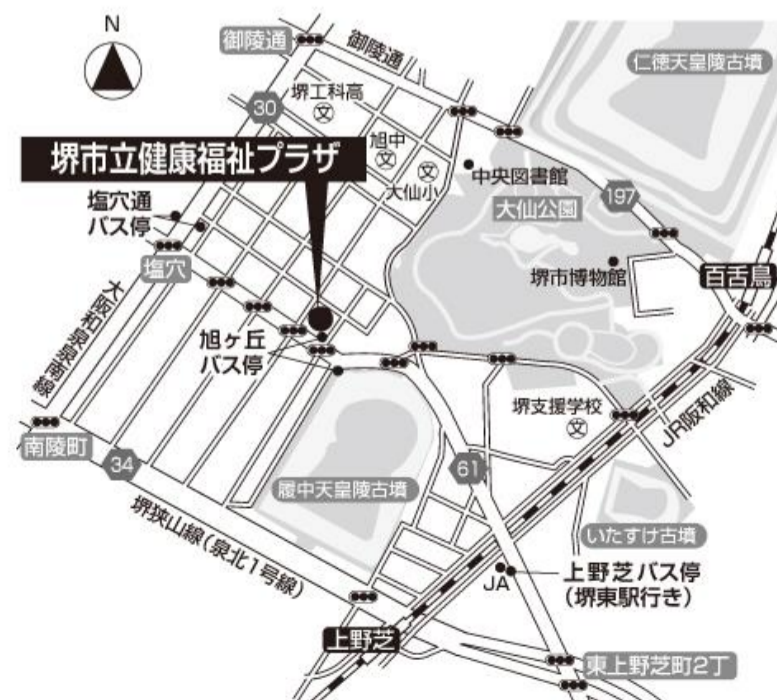 N
御陵通
御陵通
仁徳天皇陵古墳
堺工科高
文
30
旭中
文
堺市立健康福祉プラザ
文
大仙小
中央図書館
大仙公園
197
塩穴通
バス停
塩穴
堺市博物館
百舌鳥
大阪和泉泉南線
旭ヶ丘
バス停
堺支援学校
文
JR阪和線
南陵町
34
履中天皇陵古墳
61
堺狭山線(泉北1号線)
いたすけ古墳
JA
上野芝バス停
(堺東駅行き)
上野芝
東上野芝町2丁